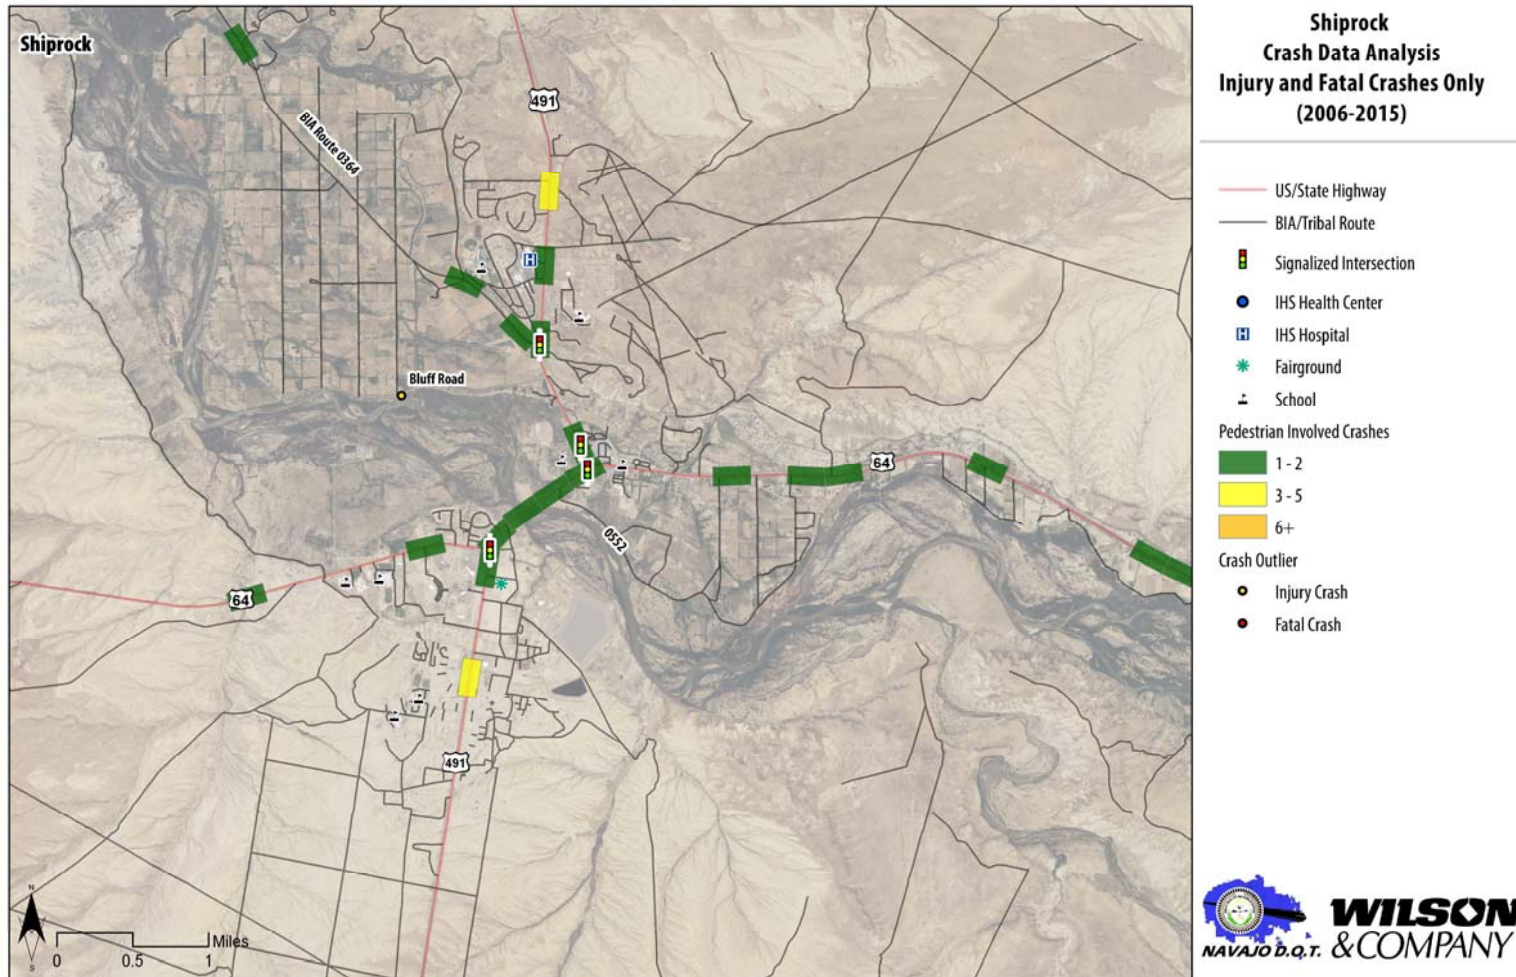 Shiprock
491
BIA Route 0364
H
Bluff Road
64
0552
64
491
N
S
Miles
0 0.5 1
Shiprock
Crash Data Analysis
Injury and Fatal Crashes Only
(2006-2015)
US/State Highway
BIA/Tribal Route
Signalized Intersection
IHS Health Center
H IHS Hospital
Fairground
School
Pedestrian Involved Crashes
1 - 2
3 - 5
6+
Crash Outlier
Injury Crash
Fatal Crash
NAVAJO D.O.T.
WILSON
&COMPANY